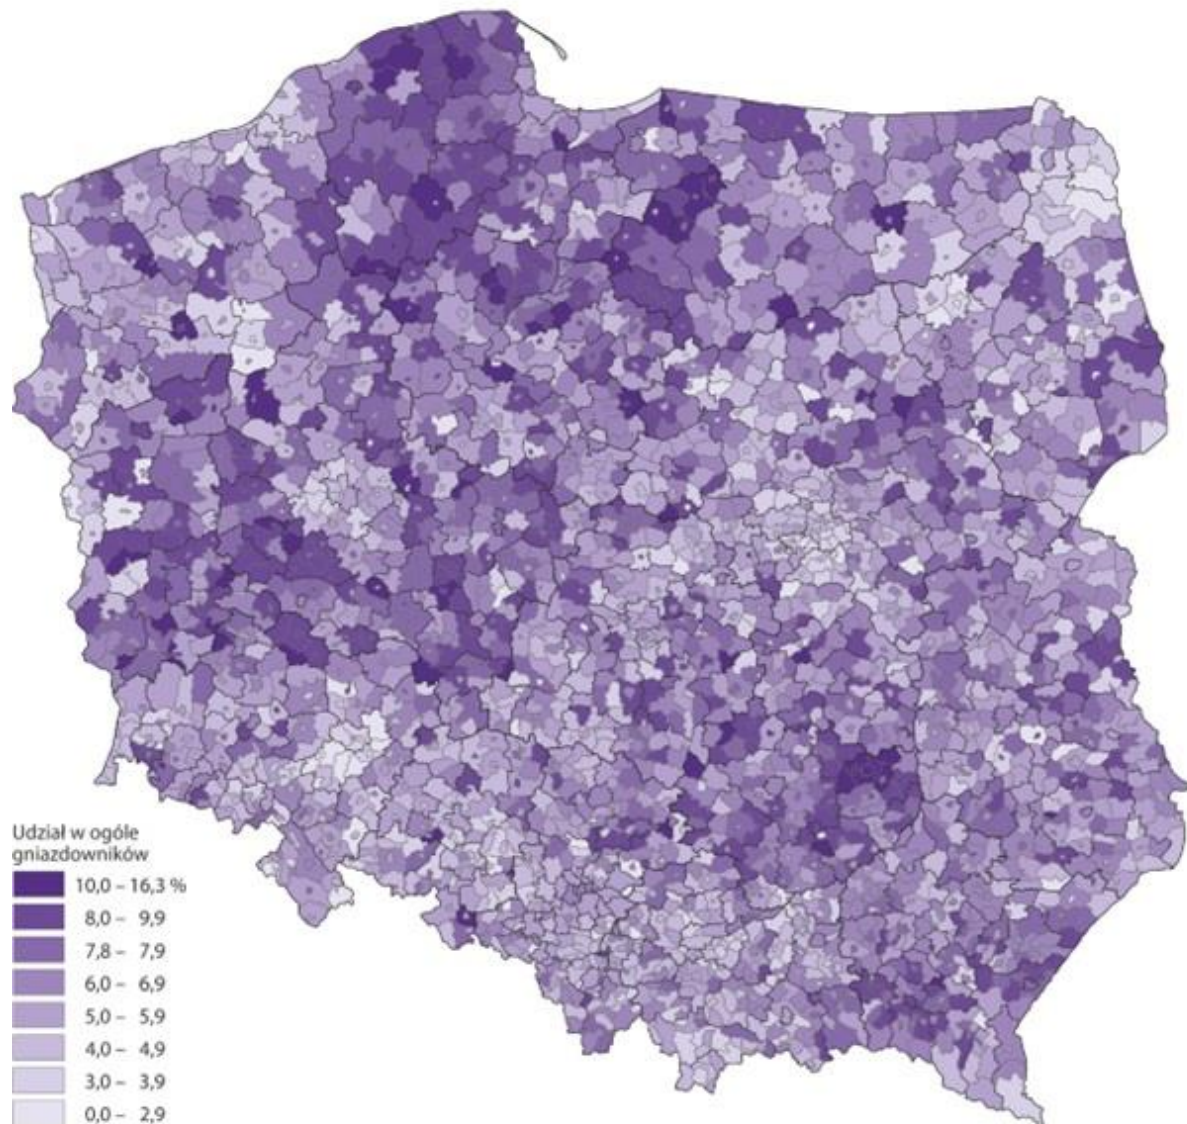 Udział w ogóle
gniazdowników
10,0 – 16,3 %
8,0 – 9,9
7,8 – 7,9
6,0 – 6,9
5,0 – 5,9
4,0 – 4,9
3,0 – 3,9
0,0 – 2,9